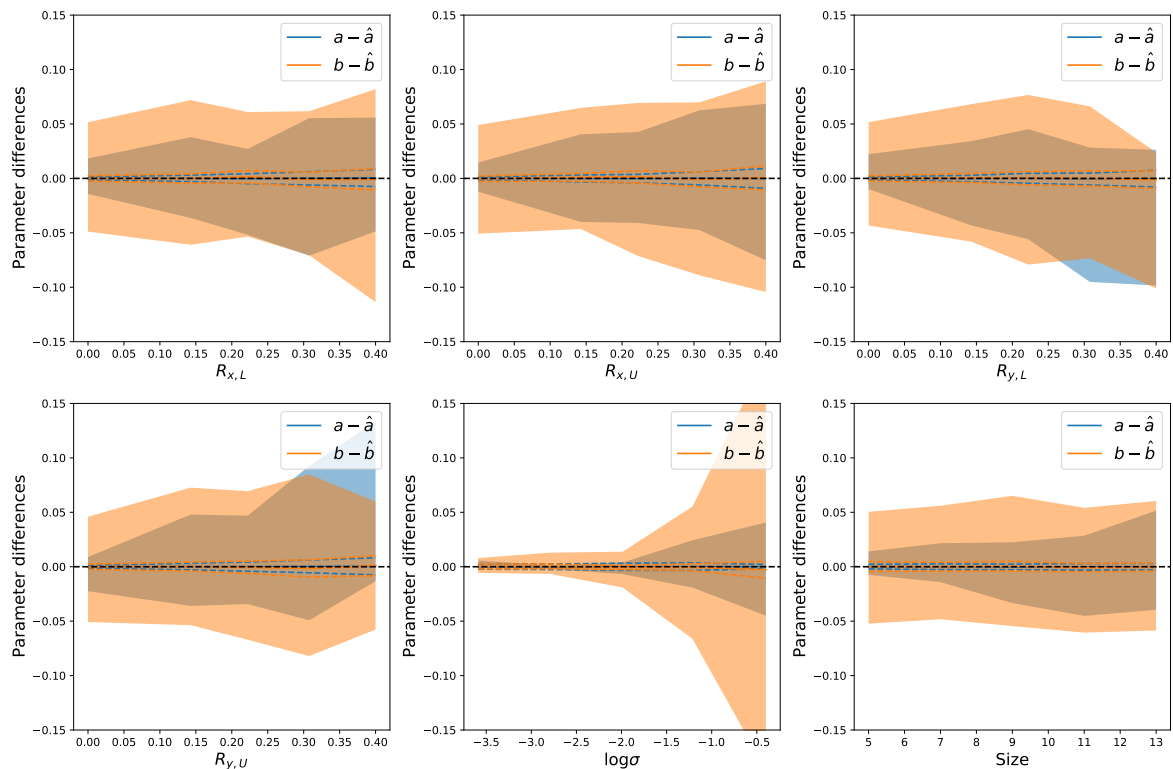 0.15
0.10
0.05
0.00
−0.05
−0.10
−0.15
Parameter differences
a − â
b − b̂
0.00 0.05 0.10 0.15 0.20 0.25 0.30 0.35 0.40
R_{x,L}
0.15
0.10
0.05
0.00
−0.05
−0.10
−0.15
Parameter differences
a − â
b − b̂
0.00 0.05 0.10 0.15 0.20 0.25 0.30 0.35 0.40
R_{x,U}
0.15
0.10
0.05
0.00
−0.05
−0.10
−0.15
Parameter differences
a − â
b − b̂
0.00 0.05 0.10 0.15 0.20 0.25 0.30 0.35 0.40
R_{y,L}
0.15
0.10
0.05
0.00
−0.05
−0.10
−0.15
Parameter differences
a − â
b − b̂
0.00 0.05 0.10 0.15 0.20 0.25 0.30 0.35 0.40
R_{y,U}
0.15
0.10
0.05
0.00
−0.05
−0.10
−0.15
Parameter differences
a − â
b − b̂
−3.5 −3.0 −2.5 −2.0 −1.5 −1.0 −0.5
logσ
0.15
0.10
0.05
0.00
−0.05
−0.10
−0.15
Parameter differences
a − â
b − b̂
5 6 7 8 9 10 11 12 13
Size